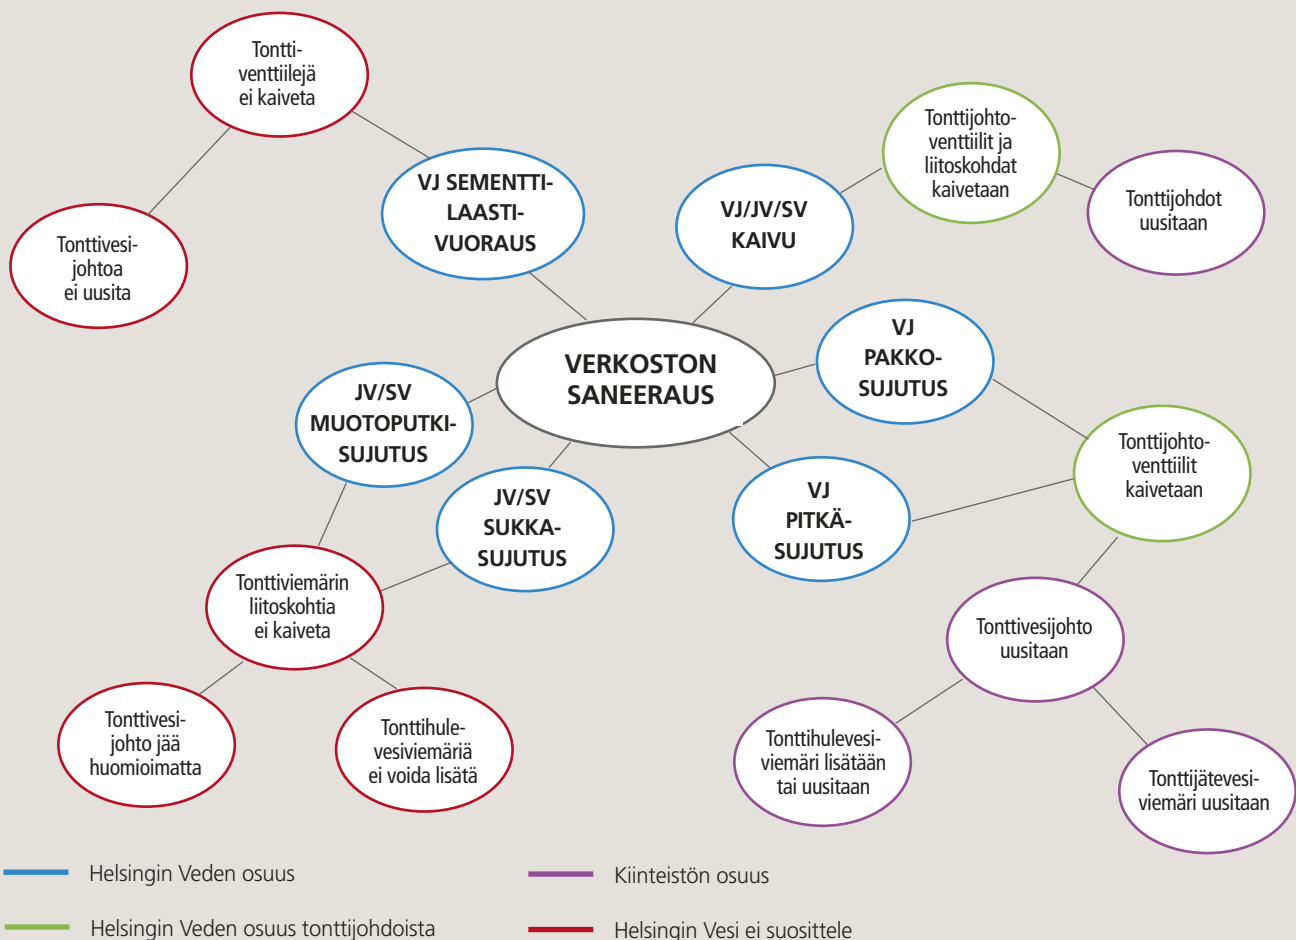 Tontti-
venttiilejä
ei kaiveta
Tonttivesi-
johtoa
ei uusita
VJ SEMENTTI-
LAASTI-
VUORAUS
VJ/JV/SV
KAIVU
Tonttijohto-
venttiilit ja
liitoskohdat
kaivetaan
Tonttijohdot
uusitaan
VERKOSTON
SANEERAUS
VJ
PAKKO-
SUJUTUS
JV/SV
MUOTOPUTKI-
SUJUTUS
JV/SV
SUKKA-
SUJUTUS
VJ
PITKÄ-
SUJUTUS
Tonttijohto-
venttiilit
kaivetaan
Tonttiviemärin
liitoskohtia
ei kaiveta
Tonttivesijohto
uusitaan
Tonttivesi-
johto jää
huomioimatta
Tonttihule-
vesiviemäriä
ei voida lisätä
Tonttihulevesi-
viemäri lisätään
tai uusitaan
Tonttijätevesi-
viemäri uusitaan
Helsingin Veden osuus
Kiinteistön osuus
Helsingin Veden osuus tonttijohdoista
Helsingin Vesi ei suosittele